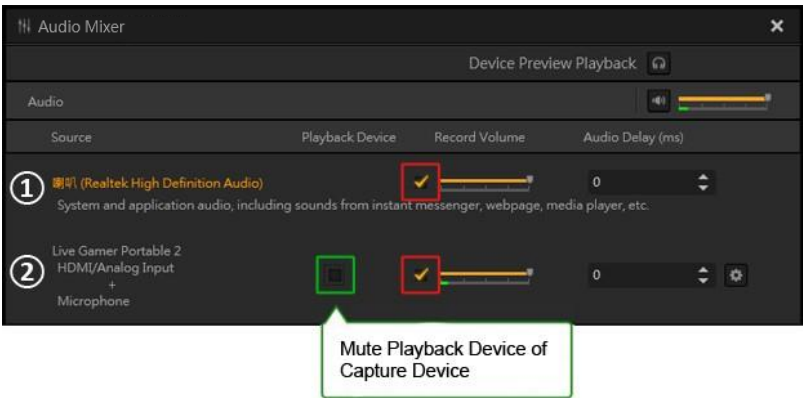 Audio Mixer
Device Preview Playback
Audio
Source Playback Device Record Volume Audio Delay (ms)
① 喇叭 (Realtek High Definition Audio) 0
System and application audio, including sounds from instant messenger, webpage, media player, etc.
Live Gamer Portable 2
② HDMI/Analog Input 0
+
Microphone
Mute Playback Device of
Capture Device